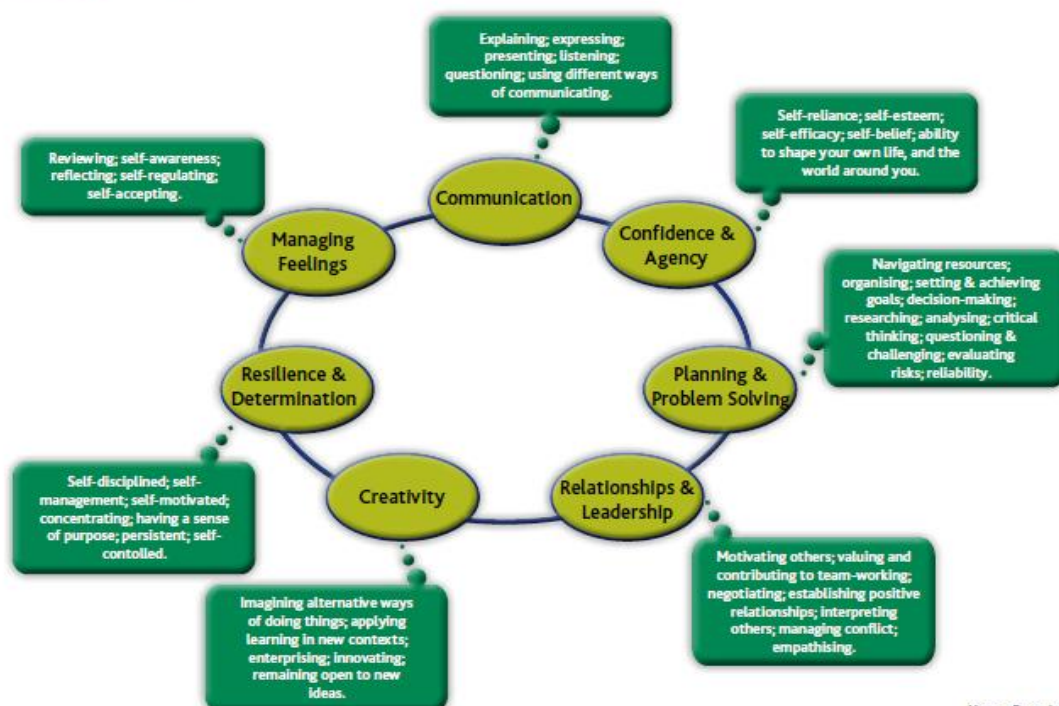 Explaining; expressing;
presenting; listening;
questioning; using different ways
of communicating.
Communication
Self-reliance; self-esteem;
self-efficacy; self-belief; ability
to shape your own life, and the
world around you.
Confidence &
Agency
Navigating resources;
organising; setting & achieving
goals; decision-making;
researching; analysing; critical
thinking; questioning &
challenging; evaluating
risks; reliability.
Planning &
Problem Solving
Relationships &
Leadership
Motivating others; valuing and
contributing to team-working;
negotiating; establishing positive
relationships; interpreting
others; managing conflict;
empathising.
Creativity
Imagining alternative ways
of doing things; applying
learning in new contexts;
enterprising; innovating;
remaining open to new
ideas.
Resilience &
Determination
Self-disciplined; self-
management; self-motivated;
concentrating; having a sense
of purpose; persistent; self-
contolled.
Managing
Feelings
Reviewing; self-awareness;
reflecting; self-regulating;
self-accepting.